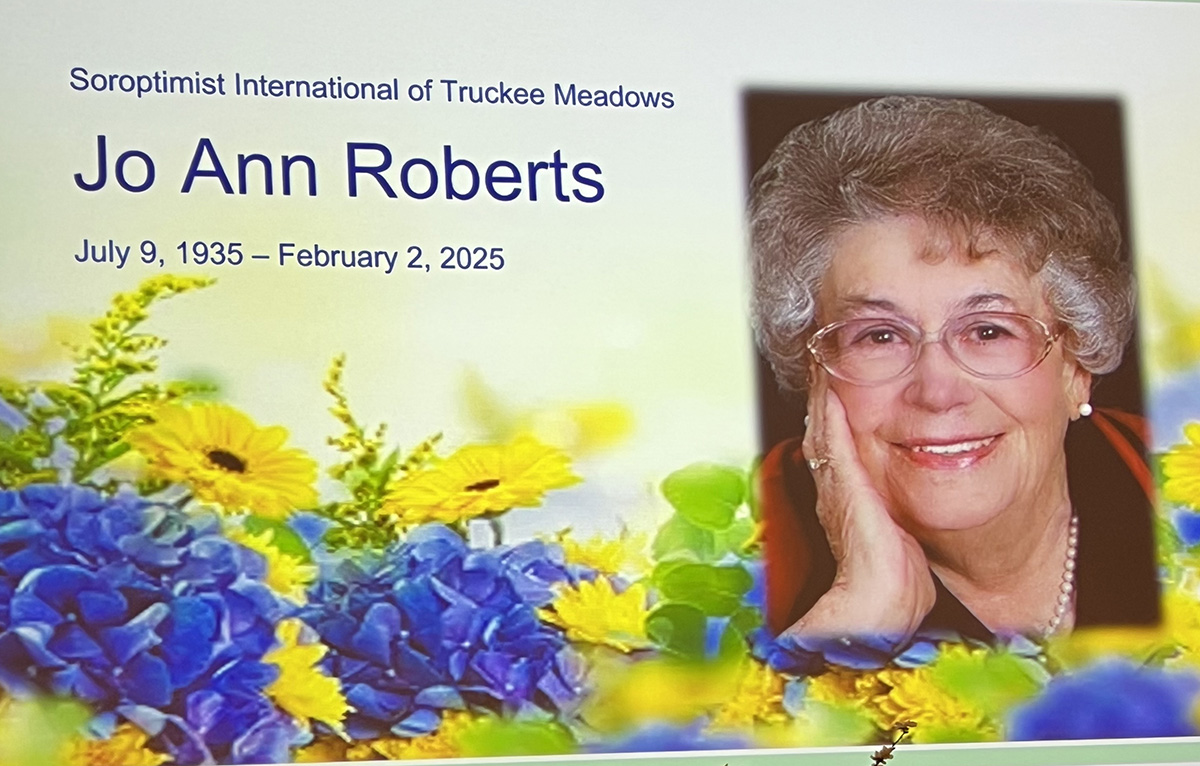 Soroptimist International of Truckee Meadows
Jo Ann Roberts
July 9, 1935 – February 2, 2025